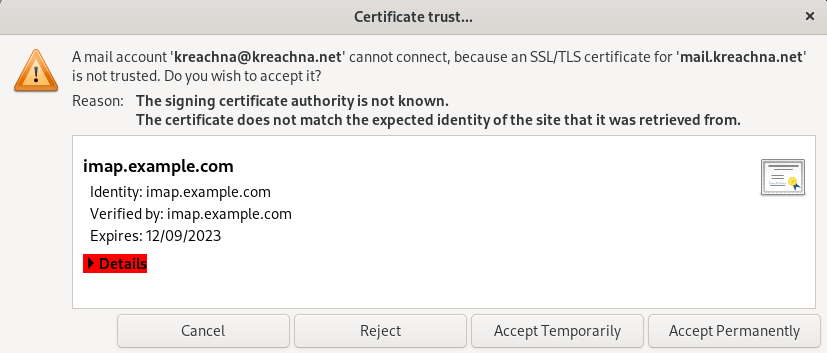 Certificate trust...
A mail account 'kreachna@kreachna.net' cannot connect, because an SSL/TLS certificate for 'mail.kreachna.net'
is not trusted. Do you wish to accept it?
Reason: The signing certificate authority is not known.
The certificate does not match the expected identity of the site that it was retrieved from.
imap.example.com
Identity: imap.example.com
Verified by: imap.example.com
Expires: 12/09/2023
Details
Cancel Reject Accept Temporarily Accept Permanently